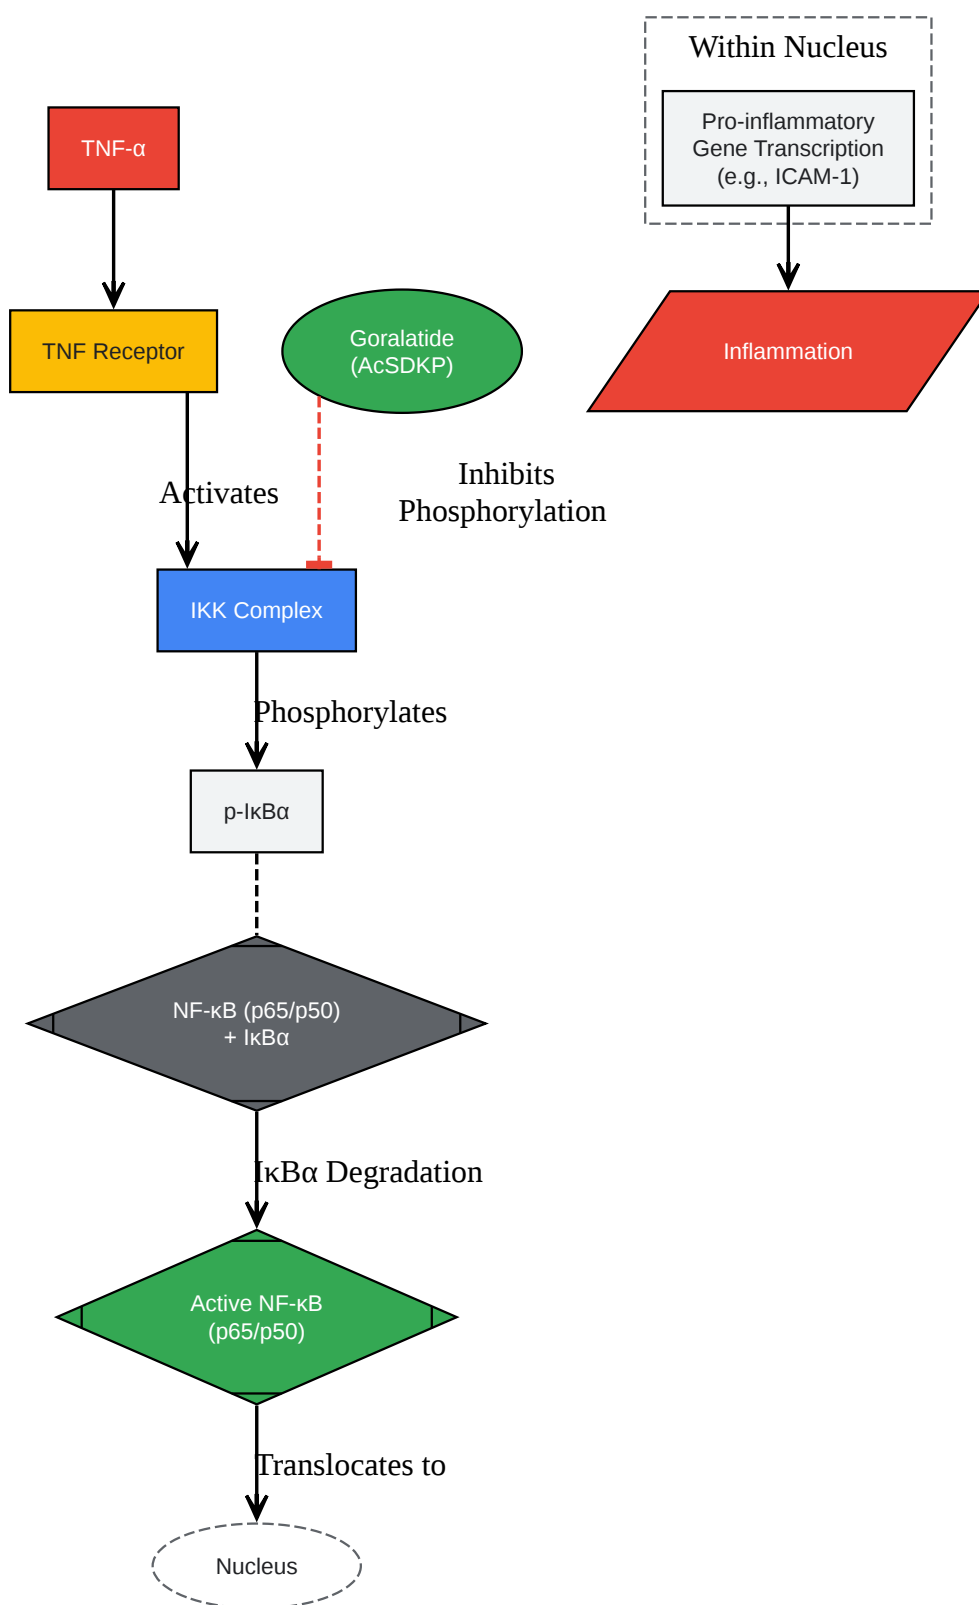 Within Nucleus
Pro-inflammatory
Gene Transcription
(e.g., ICAM-1)
TNF-α
TNF Receptor
Goralatide
(AcSDKP)
Inflammation
Activates
Inhibits
Phosphorylation
IKK Complex
Phosphorylates
p-IκBα
NF-κB (p65/p50)
+ IκBα
IκBα Degradation
Active NF-κB
(p65/p50)
Translocates to
Nucleus